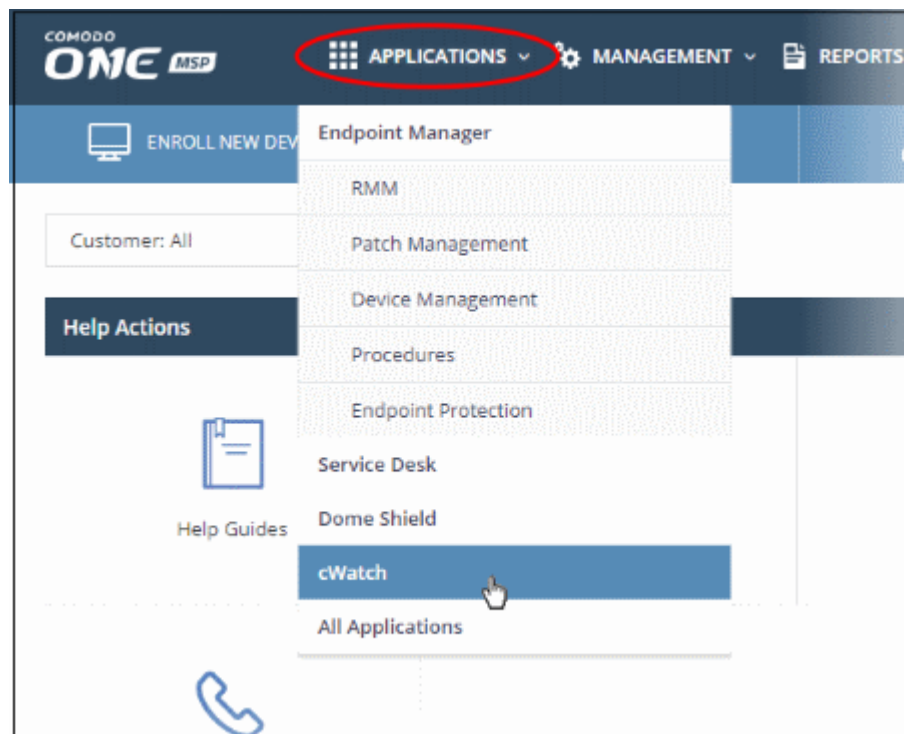 COMODO
ONE MSP
APPLICATIONS
MANAGEMENT
REPORTS
ENROLL NEW DEV
Endpoint Manager
RMM
Customer: All
Patch Management
Device Management
Help Actions
Procedures
Endpoint Protection
Service Desk
Help Guides
Dome Shield
cWatch
All Applications